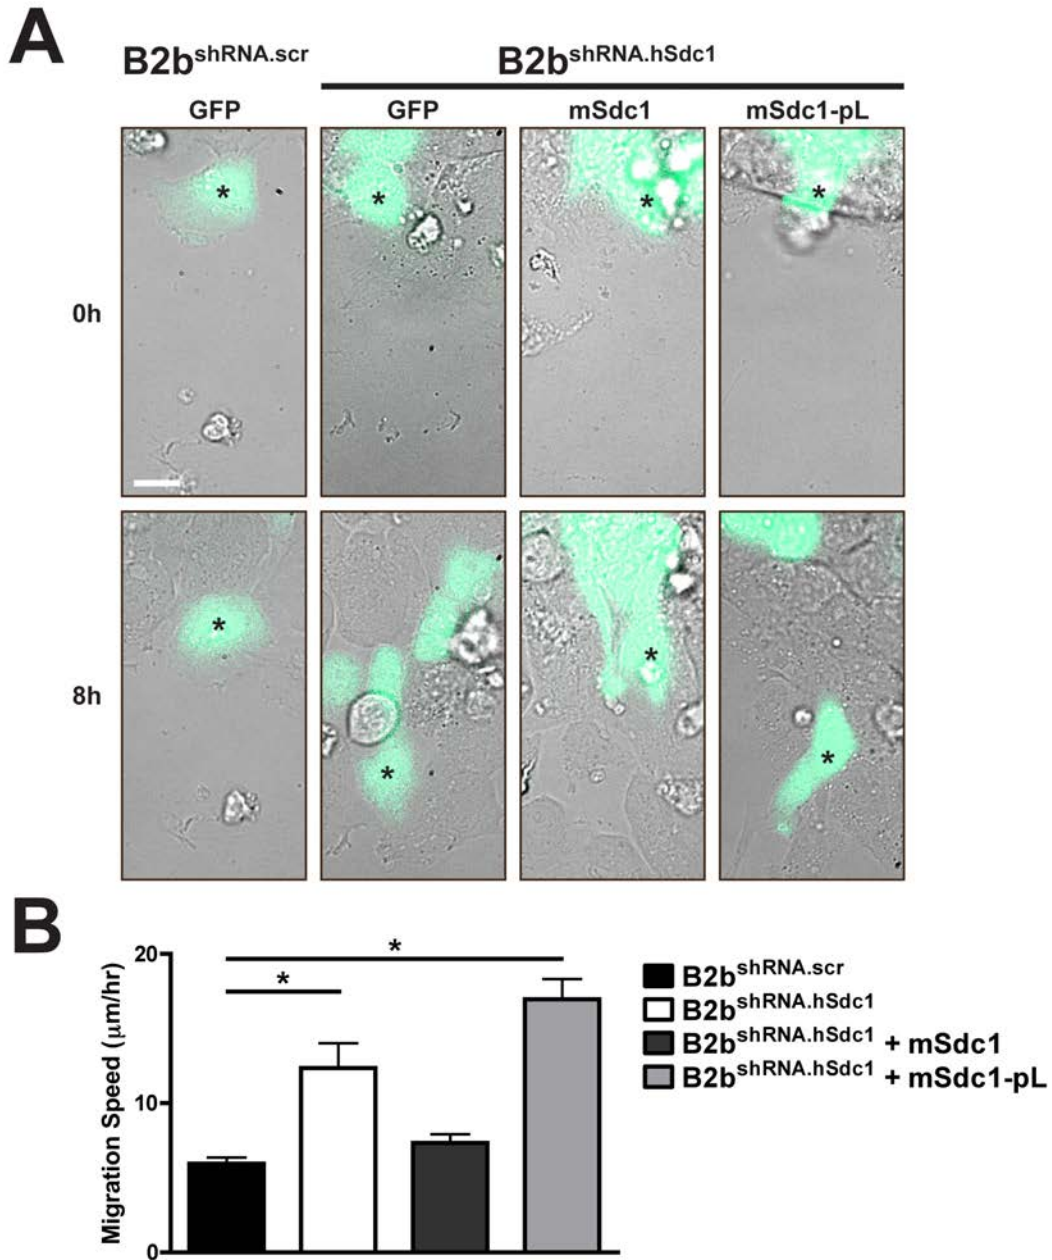 A
B2b^shRNA.scr
B2b^shRNA.hSdc1
GFP
GFP
mSdc1
mSdc1-pL
*
*
*
*
0h
*
*
*
*
8h
B
*
*
20
10
0
Migration Speed (μm/hr)
B2b^shRNA.scr
B2b^shRNA.hSdc1
B2b^shRNA.hSdc1 + mSdc1
B2b^shRNA.hSdc1 + mSdc1-pL